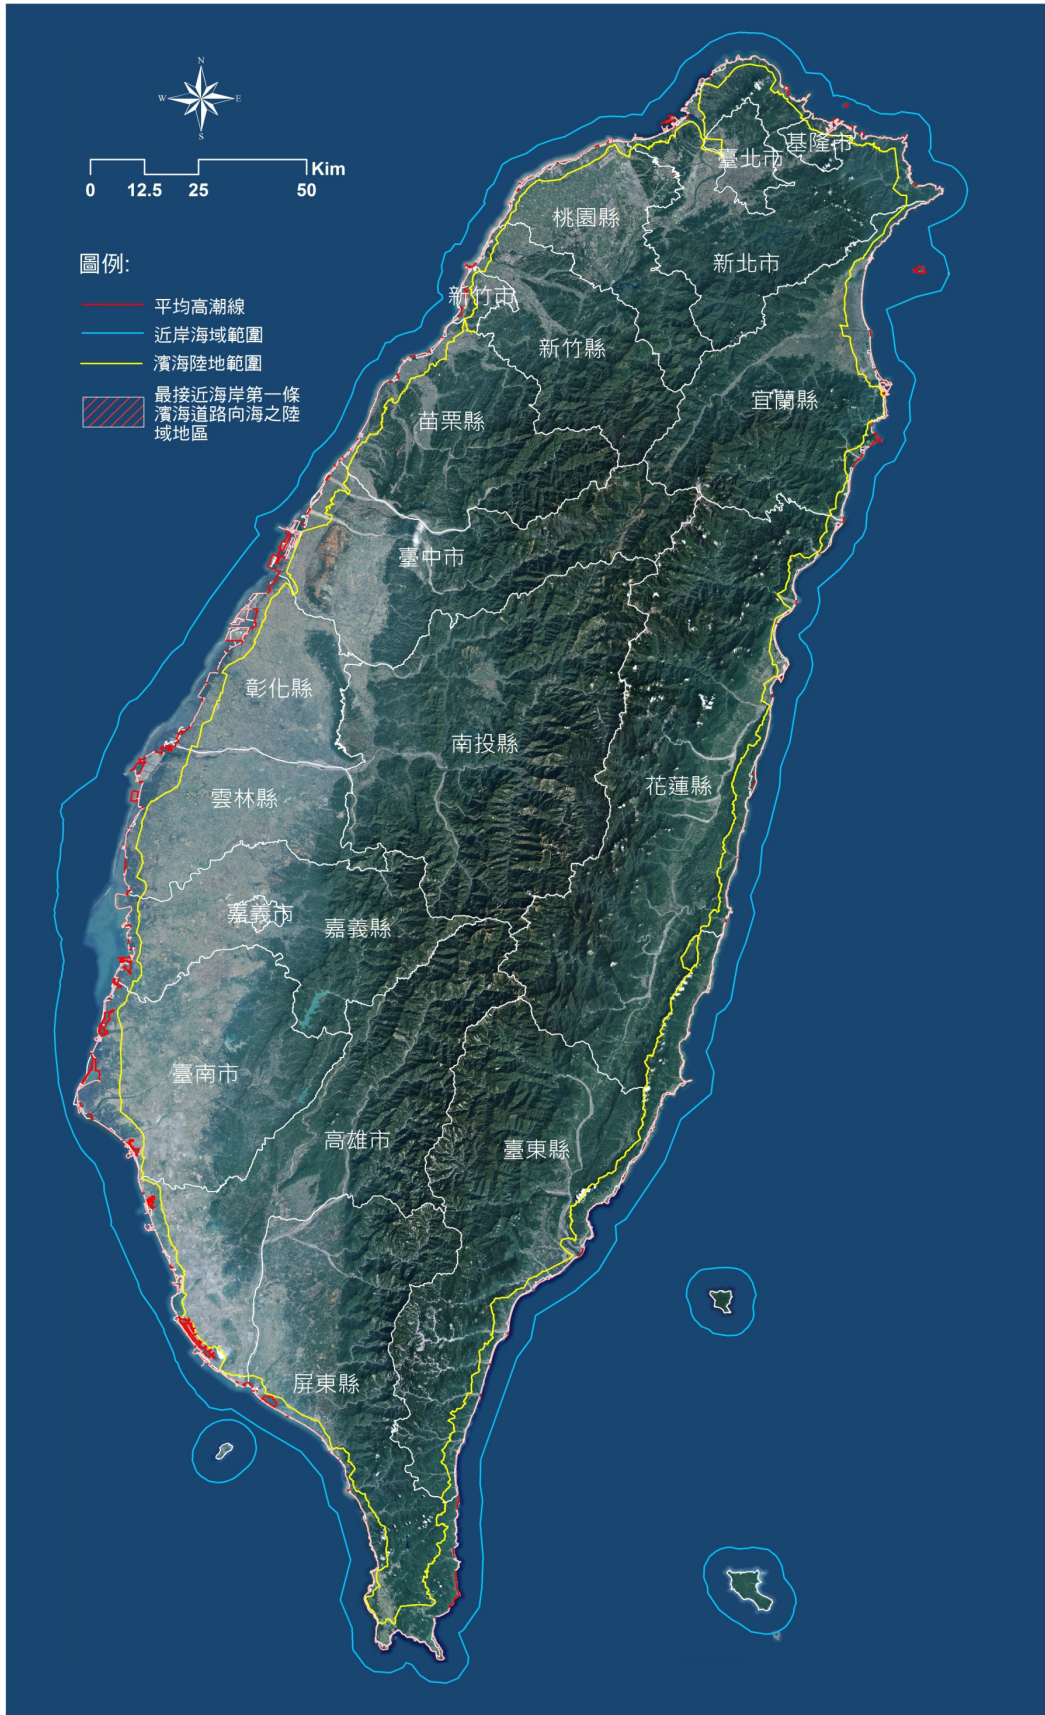 N
W
E
S
0
12.5
25
50
Kim
圖例:
平均高潮線
近岸海域範圍
濱海陸地範圍
最接近海岸第一條
濱海道路向海之陸
域地區
基隆市
臺北市
桃園縣
新北市
新竹市
新竹縣
宜蘭縣
苗栗縣
臺中市
彰化縣
南投縣
花蓮縣
雲林縣
嘉義市
嘉義縣
臺南市
高雄市
臺東縣
屏東縣